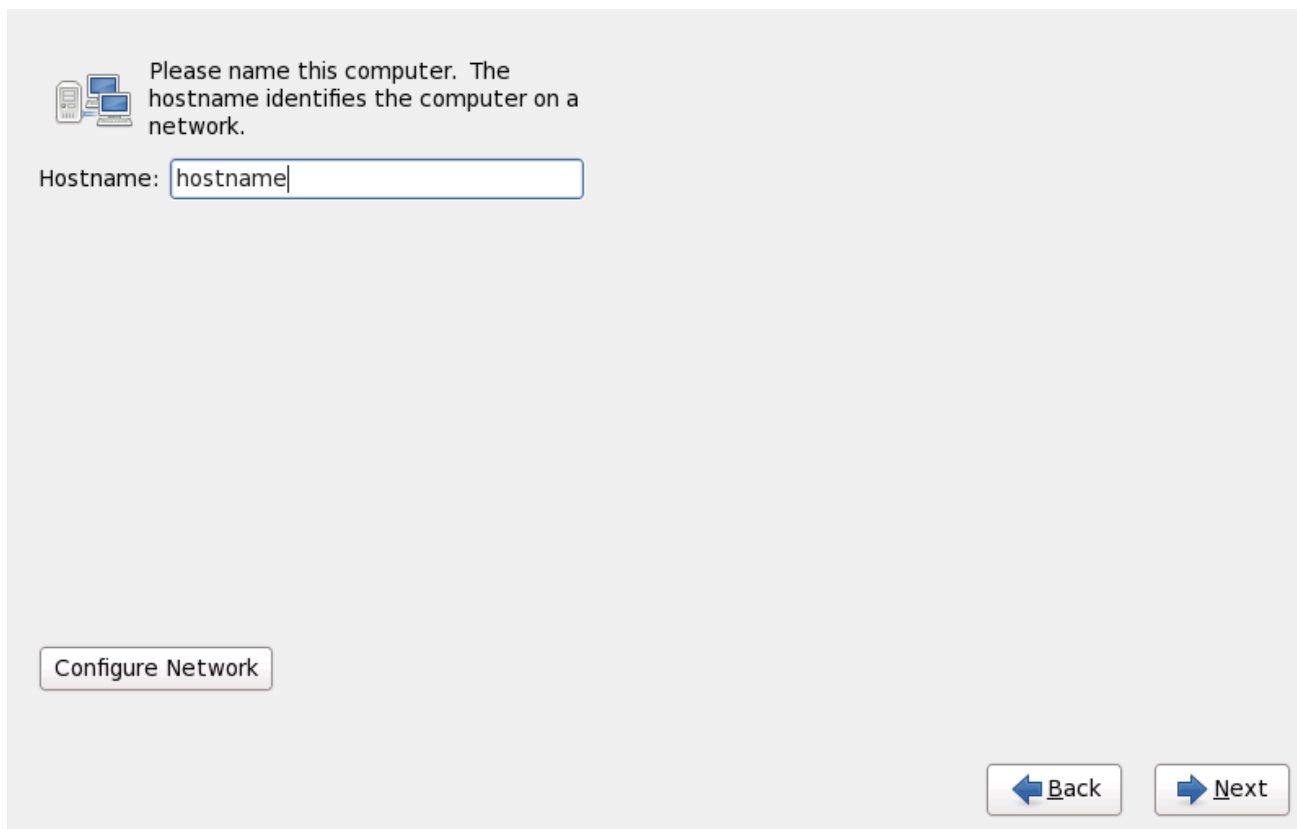 Please name this computer.  The
hostname identifies the computer on a
network.
Hostname: hostname
Configure Network
Back
Next